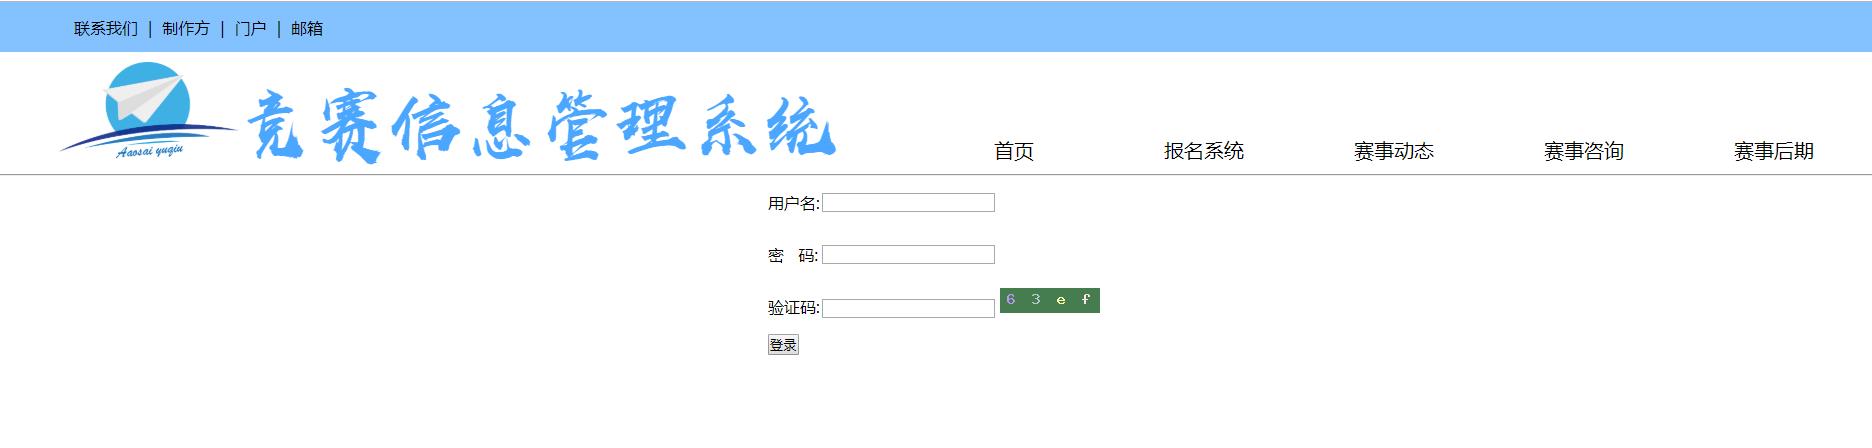 联系我们 | 制作方 | 门户 | 邮箱
Aaosai yuqiu
竞赛信息管理系统
首页 报名系统 赛事动态 赛事咨询 赛事后期
用户名:
密 码:
验证码: 6 3 e f
登录